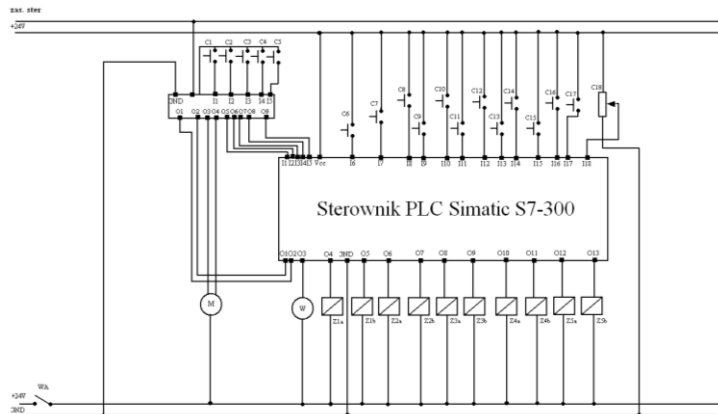 zas. ster
+24V
C1 C2 C3 C4 C5
C6 C7 C8 C9 C10 C11 C12 C13 C14 C15 C16 C17 C18
GND I1 I2 I3 I4 I5
O1 O2 O3 O4 O5 O6 O7 O8 O9
I1 I2 I3 I4 I5 Vcc I6 I7 I8 I9 I10 I11 I12 I13 I14 I15 I16 I17 I18
Sterownik PLC Simatic S7-300
O1 O2 O3 O4 GND O5 O6 O7 O8 O9 O10 O11 O12 O13
M W
Z1a Z1b Z2a Z2b Z3a Z3b Z4a Z4b Z5a Z5b
+24V WA
GND